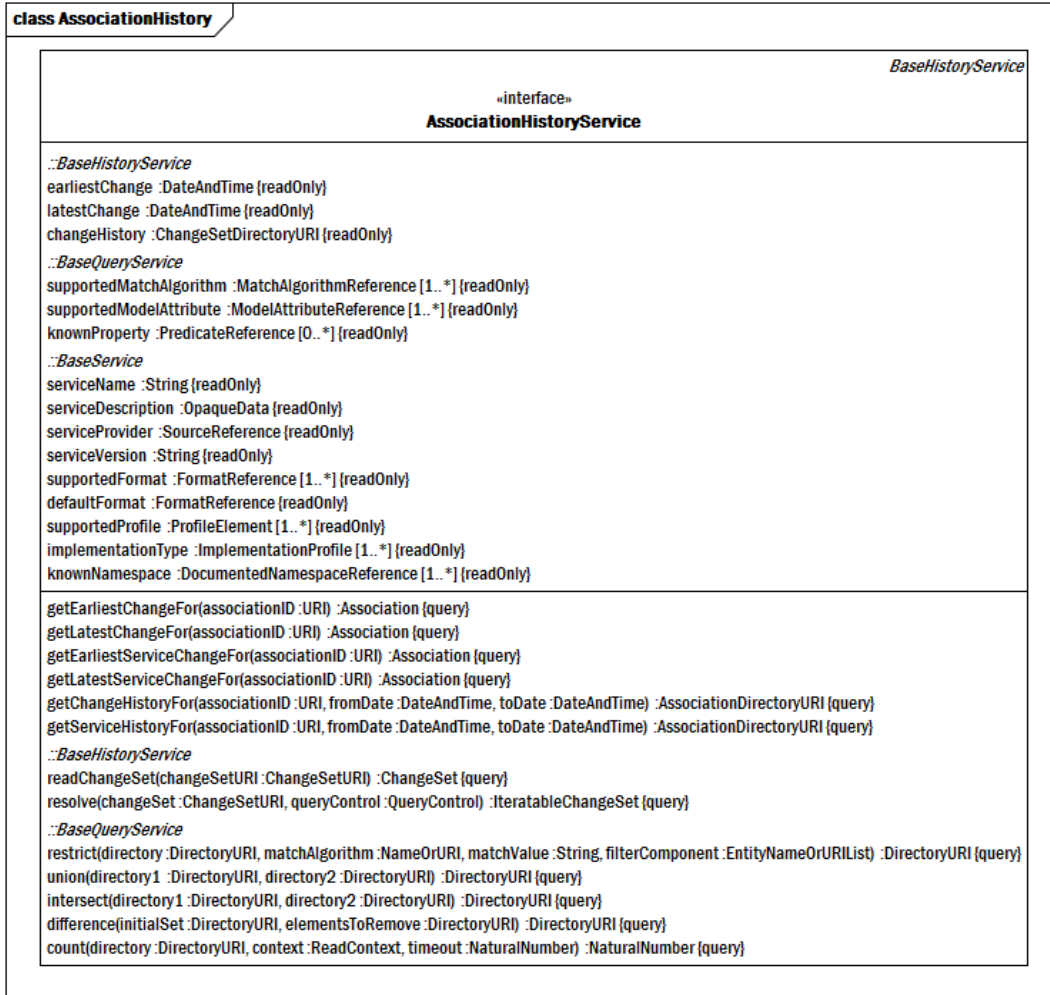 class AssociationHistory
BaseHistoryService
«interface»
AssociationHistoryService
::BaseHistoryService
earliestChange :DateAndTime {readOnly}
latestChange :DateAndTime {readOnly}
changeHistory :ChangeSetDirectoryURI {readOnly}
::BaseQueryService
supportedMatchAlgorithm :MatchAlgorithmReference [1..*] {readOnly}
supportedModelAttribute :ModelAttributeReference [1..*] {readOnly}
knownProperty :PredicateReference [0..*] {readOnly}
::BaseService
serviceName :String {readOnly}
serviceDescription :OpaqueData {readOnly}
serviceProvider :SourceReference {readOnly}
serviceVersion :String {readOnly}
supportedFormat :FormatReference [1..*] {readOnly}
defaultFormat :FormatReference {readOnly}
supportedProfile :ProfileElement [1..*] {readOnly}
implementationType :ImplementationProfile [1..*] {readOnly}
knownNamespace :DocumentedNamespaceReference [1..*] {readOnly}
getEarliestChangeFor(associationID :URI) :Association {query}
getLatestChangeFor(associationID :URI) :Association {query}
getEarliestServiceChangeFor(associationID :URI) :Association {query}
getLatestServiceChangeFor(associationID :URI) :Association {query}
getChangeHistoryFor(associationID :URI, fromDate :DateAndTime, toDate :DateAndTime) :AssociationDirectoryURI {query}
getServiceHistoryFor(associationID :URI, fromDate :DateAndTime, toDate :DateAndTime) :AssociationDirectoryURI {query}
::BaseHistoryService
readChangeSet(changeSetURI :ChangeSetURI) :ChangeSet {query}
resolve(changeSet :ChangeSetURI, queryControl :QueryControl) :IteratableChangeSet {query}
::BaseQueryService
restrict(directory :DirectoryURI, matchAlgorithm :NameOrURI, matchValue :String, filterComponent :EntityNameOrURIList) :DirectoryURI {query}
union(directory1 :DirectoryURI, directory2 :DirectoryURI) :DirectoryURI {query}
intersect(directory1 :DirectoryURI, directory2 :DirectoryURI) :DirectoryURI {query}
difference(initialSet :DirectoryURI, elementsToRemove :DirectoryURI) :DirectoryURI {query}
count(directory :DirectoryURI, context :ReadContext, timeout :NaturalNumber) :NaturalNumber {query}